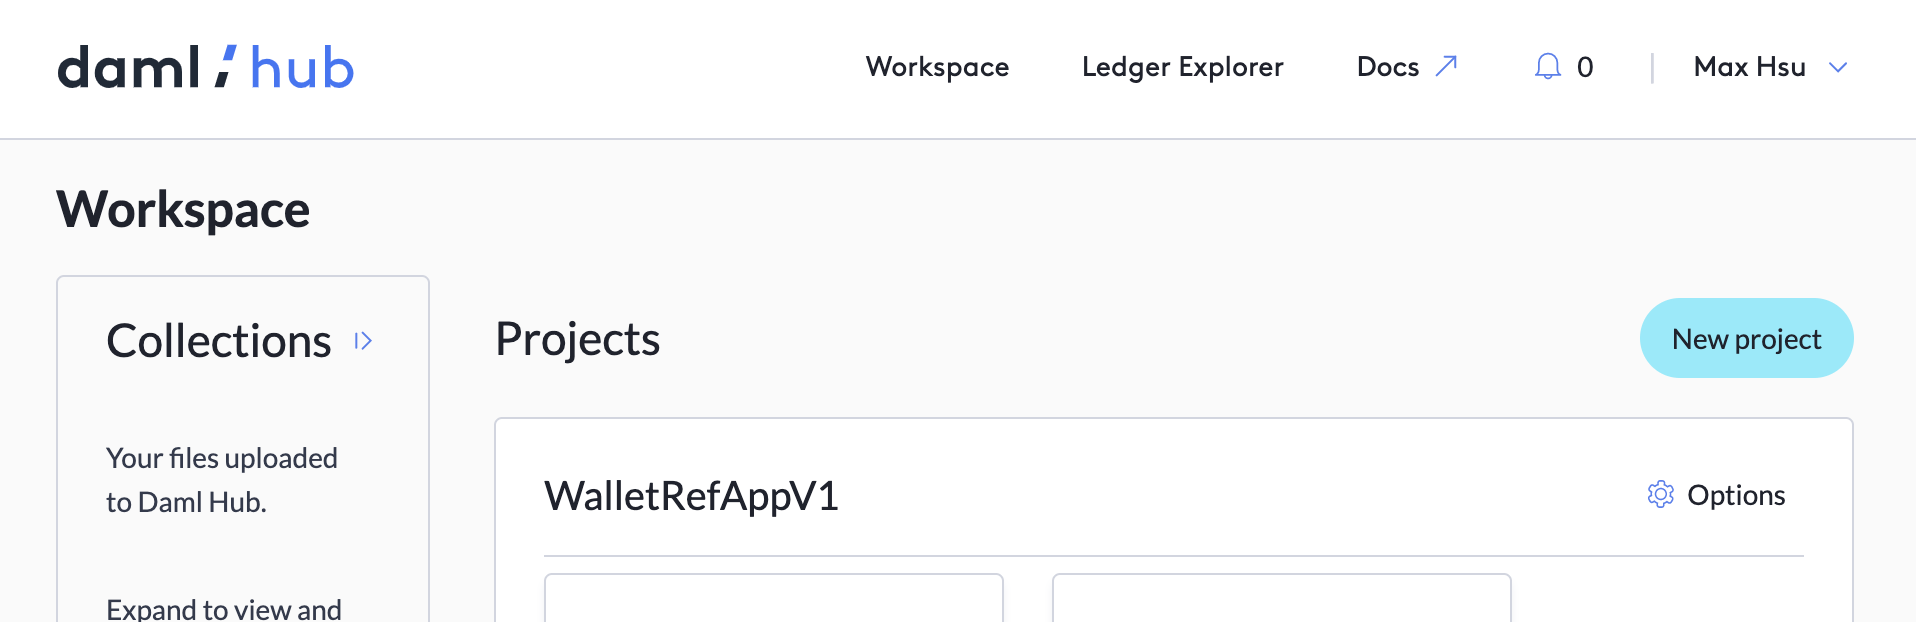 daml hub
Workspace
Ledger Explorer
Docs
0
Max Hsu
Workspace
Collections
Your files uploaded
to Daml Hub.
Expand to view and
Projects
New project
WalletRefAppV1
Options